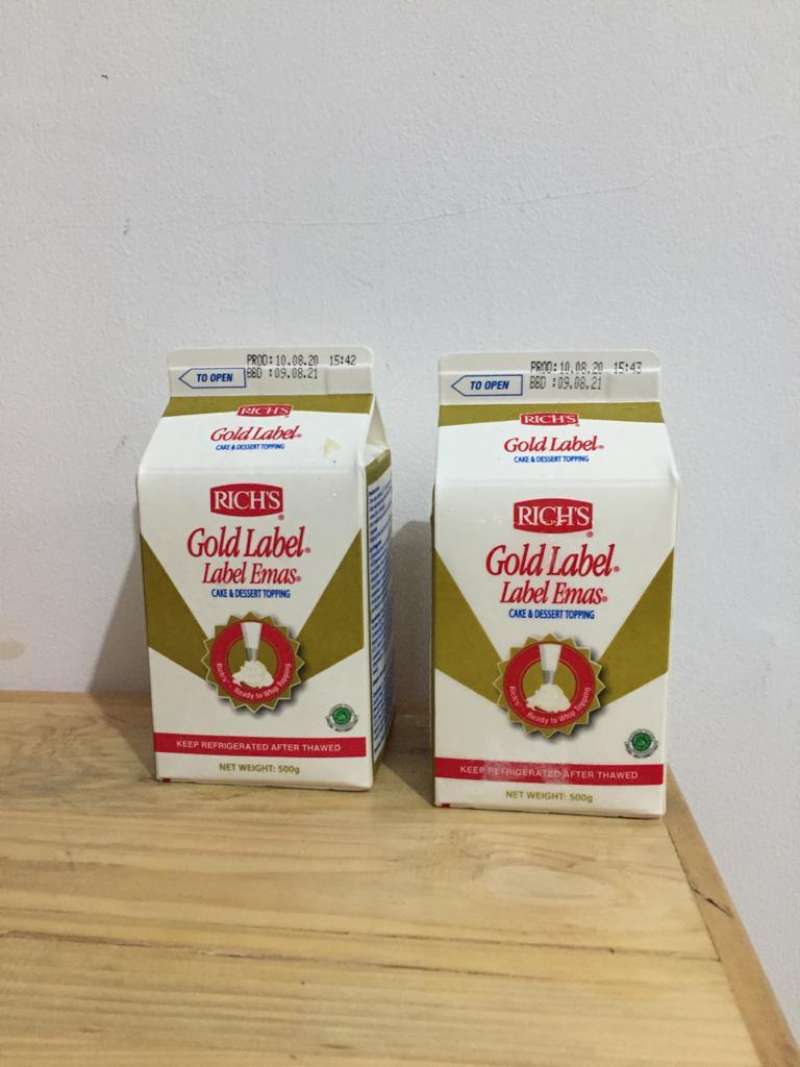 PROD: 10.08.20 15:42
BBD : 09.08.21
TO OPEN
RICH'S
Gold Label®
CAKE & DESSERT TOPPING
RICH'S®
Gold Label®
Label Emas®
CAKE & DESSERT TOPPING
Rich's® Ready to Whip Topping
KEEP REFRIGERATED AFTER THAWED
NET WEIGHT: 500g
PROD: 10.08.20 15:43
BBD : 09.08.21
TO OPEN
RICH'S
Gold Label®
CAKE & DESSERT TOPPING
RICH'S®
Gold Label®
Label Emas®
CAKE & DESSERT TOPPING
Rich's® Ready to Whip Topping
KEEP REFRIGERATED AFTER THAWED
NET WEIGHT: 500g